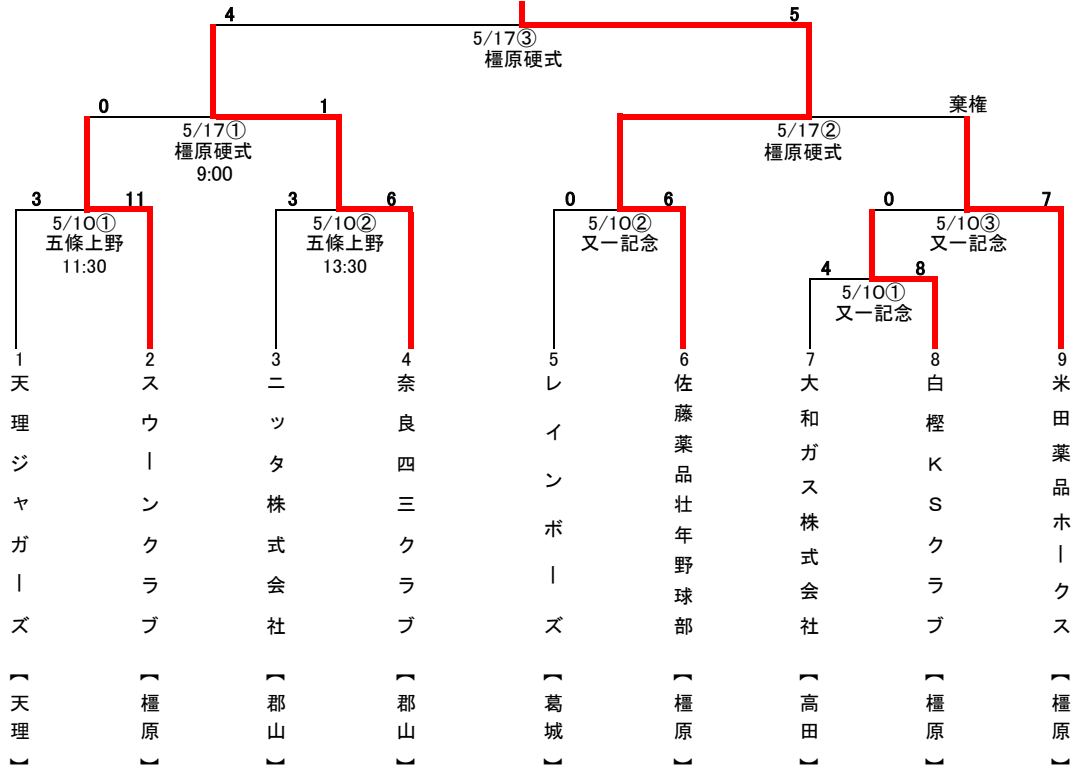 4 5
5/17③
橿原硬式
0 1 棄権
5/17① 5/17②
橿原硬式 橿原硬式
9:00
3 11 3 6 0 6 0 7
5/10① 5/10② 5/10② 5/10③
五條上野 五條上野 又一記念 又一記念
11:30 13:30
4 8
5/10①
又一記念
1 2 3 4 5 6 7 8 9
天理ジャガーズ【天理】
スウーンクラブ【橿原】
ニッタ株式会社【郡山】
奈良四三クラブ【郡山】
レインボーズ【葛城】
佐藤薬品壮年野球部【橿原】
大和ガス株式会社【高田】
白樫KSクラブ【橿原】
米田薬品ホークス【橿原】